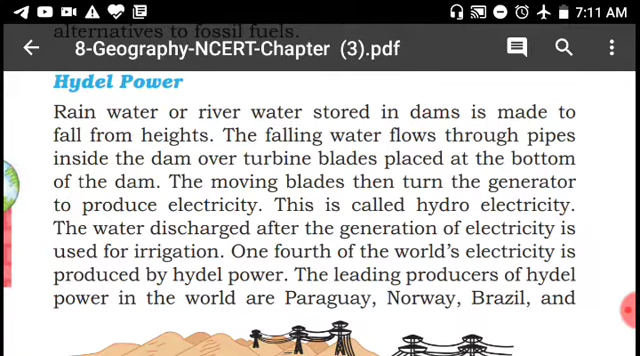 7:11 AM
alternatives to fossil fuels.
8-Geography-NCERT-Chapter (3).pdf
Hydel Power
Rain water or river water stored in dams is made to
fall from heights. The falling water flows through pipes
inside the dam over turbine blades placed at the bottom
of the dam. The moving blades then turn the generator
to produce electricity. This is called hydro electricity.
The water discharged after the generation of electricity is
used for irrigation. One fourth of the world's electricity is
produced by hydel power. The leading producers of hydel
power in the world are Paraguay, Norway, Brazil, and